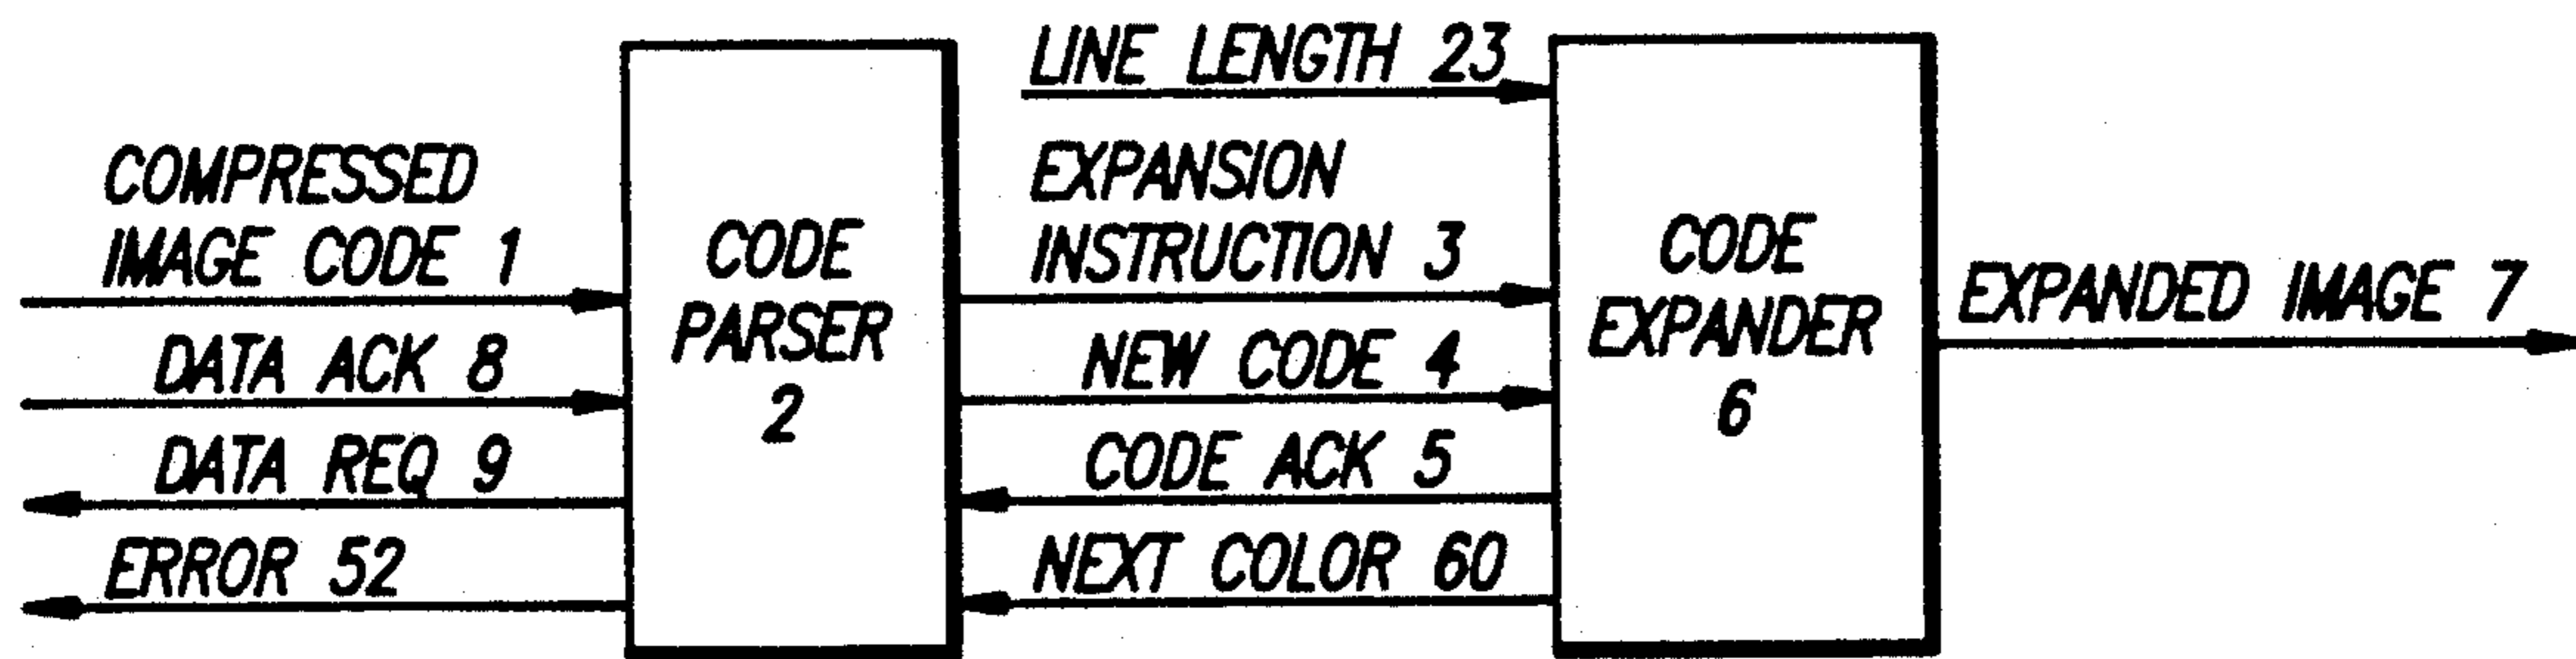 COMPRESSED
IMAGE CODE 1
DATA ACK 8
DATA REQ 9
ERROR 52
CODE
PARSER
2
LINE LENGTH 23
EXPANSION
INSTRUCTION 3
NEW CODE 4
CODE ACK 5
NEXT COLOR 60
CODE
EXPANDER
6
EXPANDED IMAGE 7